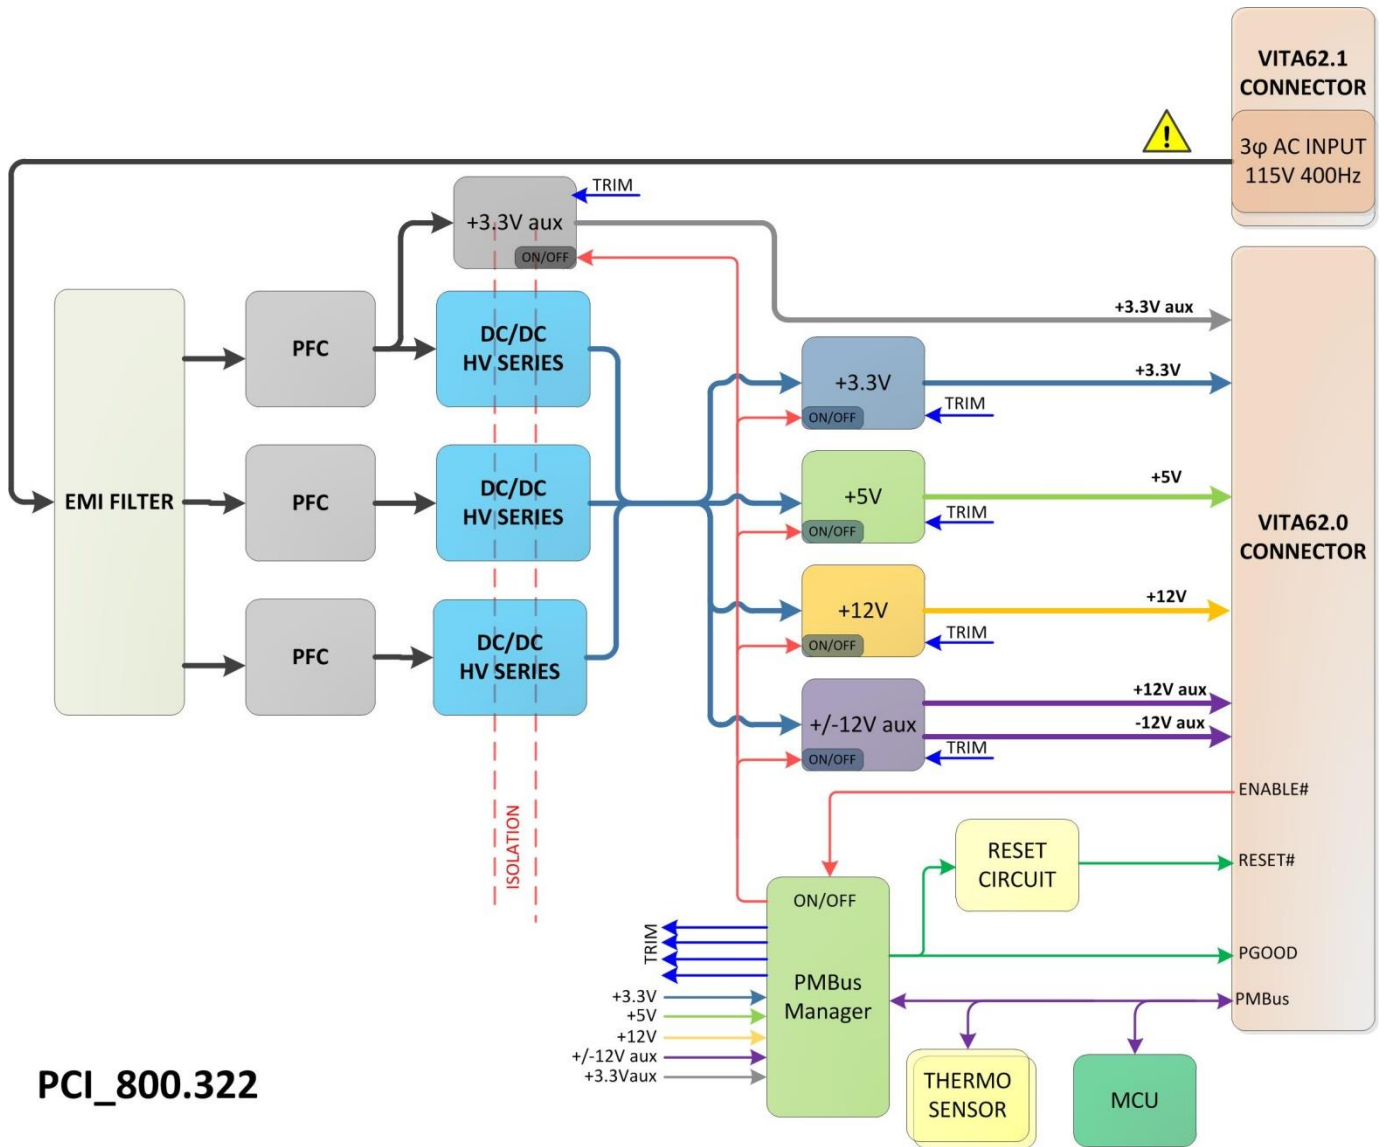 VITA62.1
CONNECTOR
3φ AC INPUT
115V 400Hz
TRIM
+3.3V aux
ON/OFF
+3.3V aux
PFC
DC/DC
HV SERIES
+3.3V
+3.3V
TRIM
ON/OFF
EMI FILTER
PFC
DC/DC
HV SERIES
+5V
+5V
TRIM
ON/OFF
VITA62.0
CONNECTOR
+12V
+12V
TRIM
ON/OFF
PFC
DC/DC
HV SERIES
+12V aux
+/-12V aux
-12V aux
TRIM
ON/OFF
ISOLATION
ENABLE#
RESET
CIRCUIT
RESET#
ON/OFF
TRIM
PGOOD
PMBus
Manager
PMBus
+3.3V
+5V
+12V
+/-12V aux
+3.3Vaux
THERMO
SENSOR
MCU
PCI_800.322
!